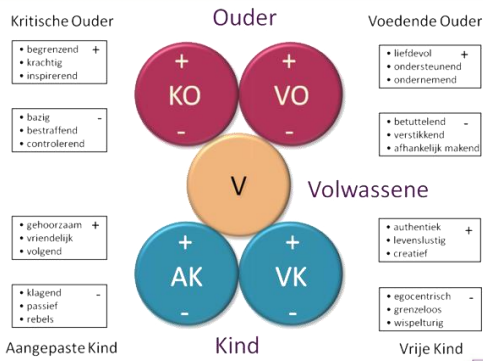 Kritische Ouder
Ouder
Voedende Ouder
• begrenzend +
• krachtig
• inspirerend
• bazig -
• bestraffend
• controlerend
+
KO
-
+
VO
-
• liefdevol +
• ondersteunend
• ondernemend
• betuttelend -
• verstikkend
• afhankelijk makend
V
Volwassene
• gehoorzaam +
• vriendelijk
• volgend
• klagend -
• passief
• rebels
+
AK
-
+
VK
-
• authentiek +
• levenslustig
• creatief
• egocentrisch -
• grenzeloos
• wispelturig
Aangepaste Kind
Kind
Vrije Kind